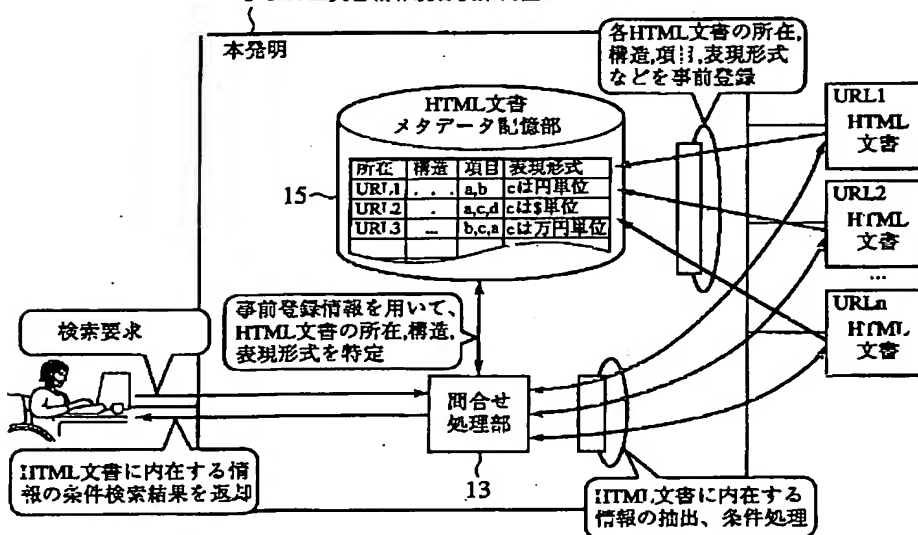 本発明
各HTML文書の所在,
構造,項目,表現形式
などを事前登録
HTML文書
メタデータ記憶部
所在 構造 項目 表現形式
URL1 . . . a,b cは円単位
URL2 . a,c,d cは$単位
URL3 ... b,c,a cは万円単位
15
URL1
HTML
文書
URL2
HTML
文書
...
URLn
HTML
文書
事前登録情報を用いて、
HTML文書の所在,構造,
表現形式を特定
検索要求
問合せ
処理部
13
HTML文書に内在する情
報の条件検索結果を返却
HTML文書に内在する
情報の抽出、条件処理